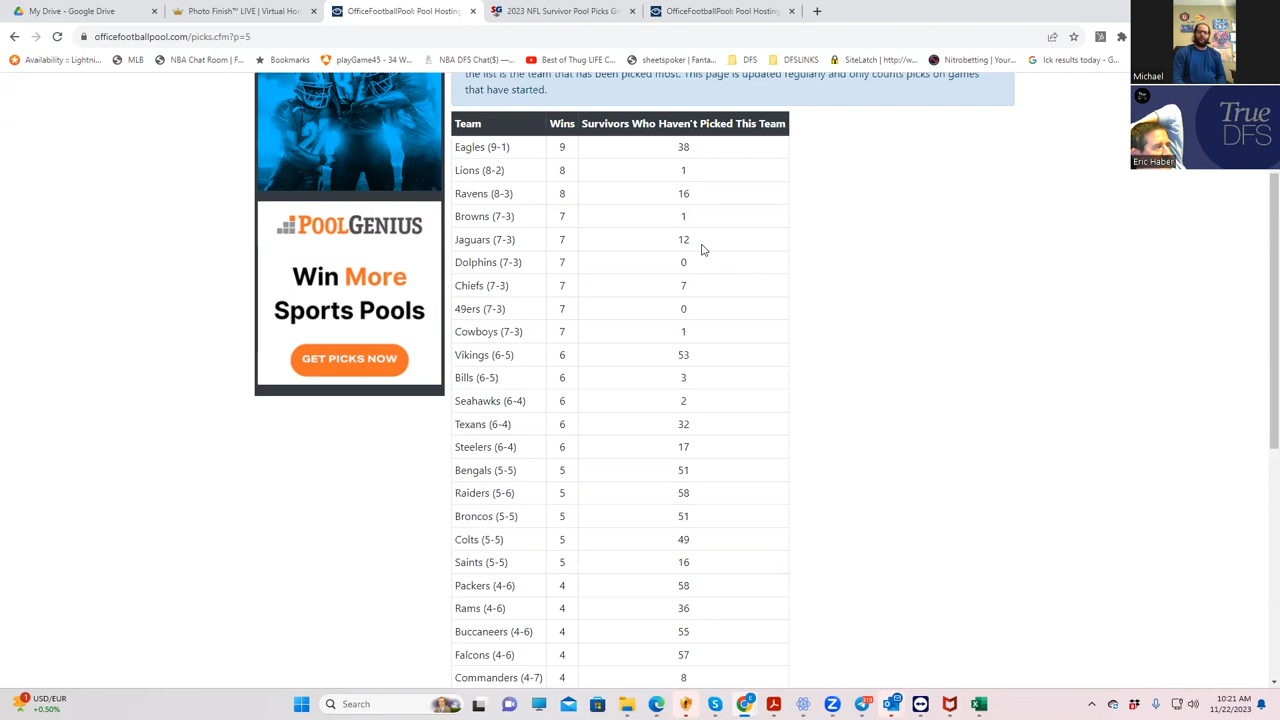 My Drive - Google Drive
Photo Finish™ LIVE | Virtual Hor
OfficeFootballPool: Pool Hosting
2023 NFL Survivor Pool Picks Gr
OfficeFootballPool: Pool Hosting
officefootballpool.com/picks.cfm?p=5
Availability :: Lightni...
MLB
NBA Chat Room ( F...
Bookmarks
playGame45 - 34 W...
NBA DFS Chat(s) —...
Best of Thug LIFE C...
sheetspoker | Fanta...
DFS
DFSLINKS
SiteLatch | http://w...
Nitrobetting | Your...
lck results today - G...
Michael
True
DFS
True DFS
Eric Haber
the list is the team that has been picked most. This page is updated regularly and only counts picks on games
that have started.
Team Wins Survivors Who Haven't Picked This Team
Eagles (9-1) 9 38
Lions (8-2) 8 1
Ravens (8-3) 8 16
Browns (7-3) 7 1
Jaguars (7-3) 7 12
Dolphins (7-3) 7 0
Chiefs (7-3) 7 7
49ers (7-3) 7 0
Cowboys (7-3) 7 1
Vikings (6-5) 6 53
Bills (6-5) 6 3
Seahawks (6-4) 6 2
Texans (6-4) 6 32
Steelers (6-4) 6 17
Bengals (5-5) 5 51
Raiders (5-6) 5 58
Broncos (5-5) 5 51
Colts (5-5) 5 49
Saints (5-5) 5 16
Packers (4-6) 4 58
Rams (4-6) 4 36
Buccaneers (4-6) 4 55
Falcons (4-6) 4 57
Commanders (4-7) 4 8
POOLGENIUS
Win More
Sports Pools
GET PICKS NOW
1
USD/EUR
+0.50%
Search
10:21 AM
11/22/2023